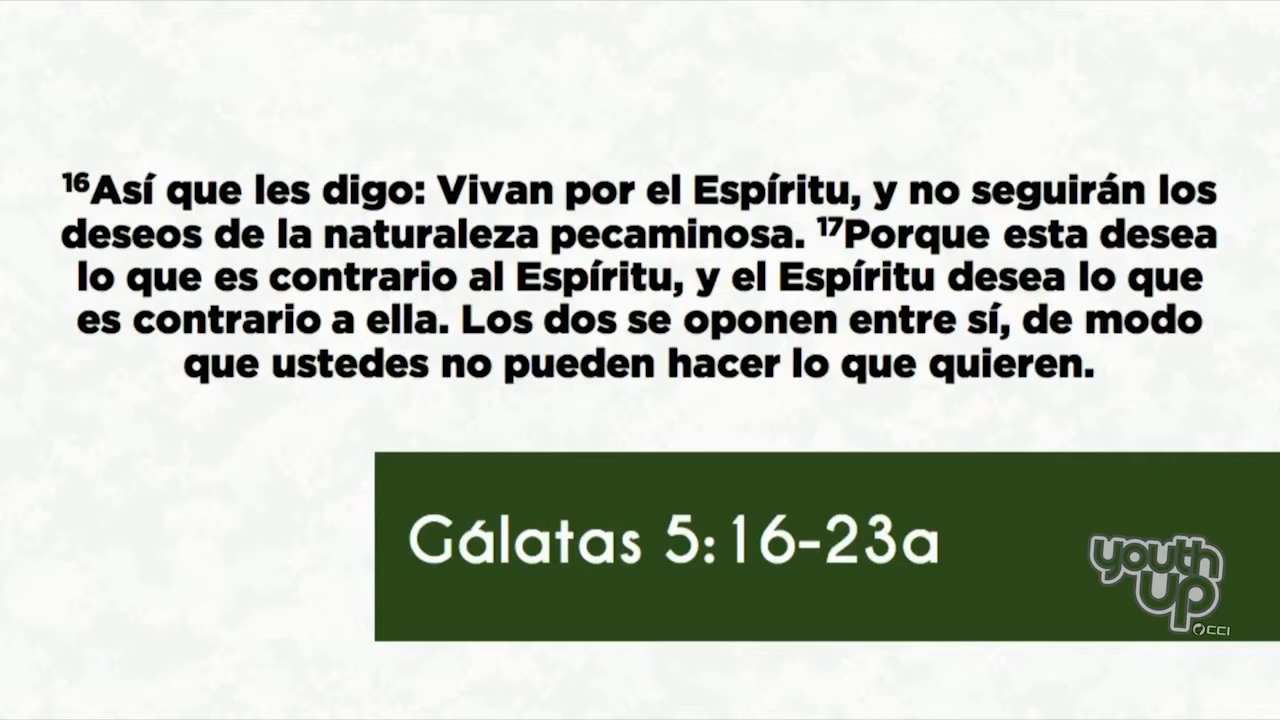 ¹⁶Así que les digo: Vivan por el Espíritu, y no seguirán los
deseos de la naturaleza pecaminosa. ¹⁷Porque esta desea
lo que es contrario al Espíritu, y el Espíritu desea lo que
es contrario a ella. Los dos se oponen entre sí, de modo
que ustedes no pueden hacer lo que quieren.
Gálatas 5:16-23a
youth
up
CCI